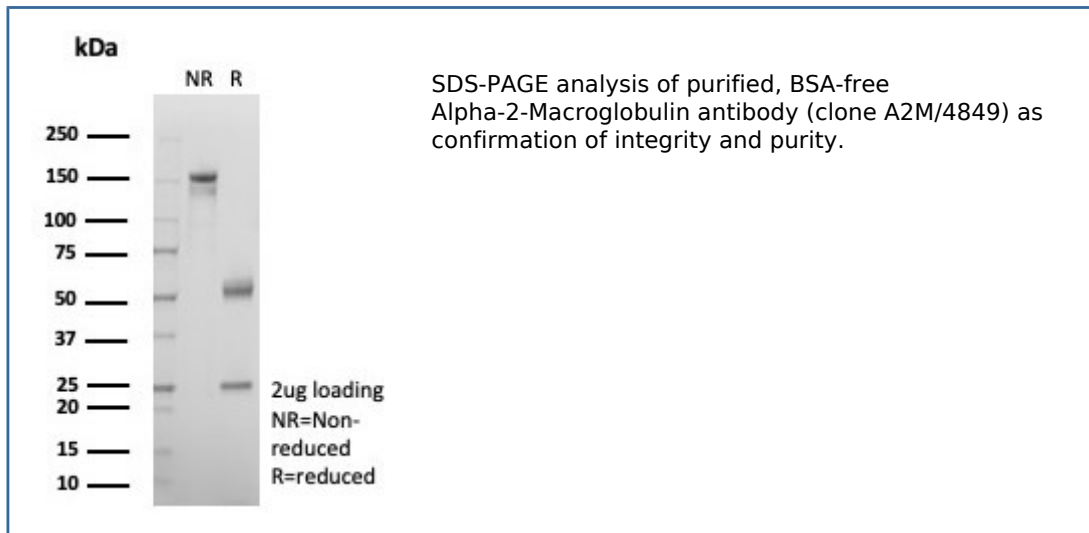 kDa
NR R
250
150
100
75
50
37
25
20
15
10
2ug loading
NR=Non-
reduced
R=reduced
SDS-PAGE analysis of purified, BSA-free
Alpha-2-Macroglobulin antibody (clone A2M/4849) as
confirmation of integrity and purity.